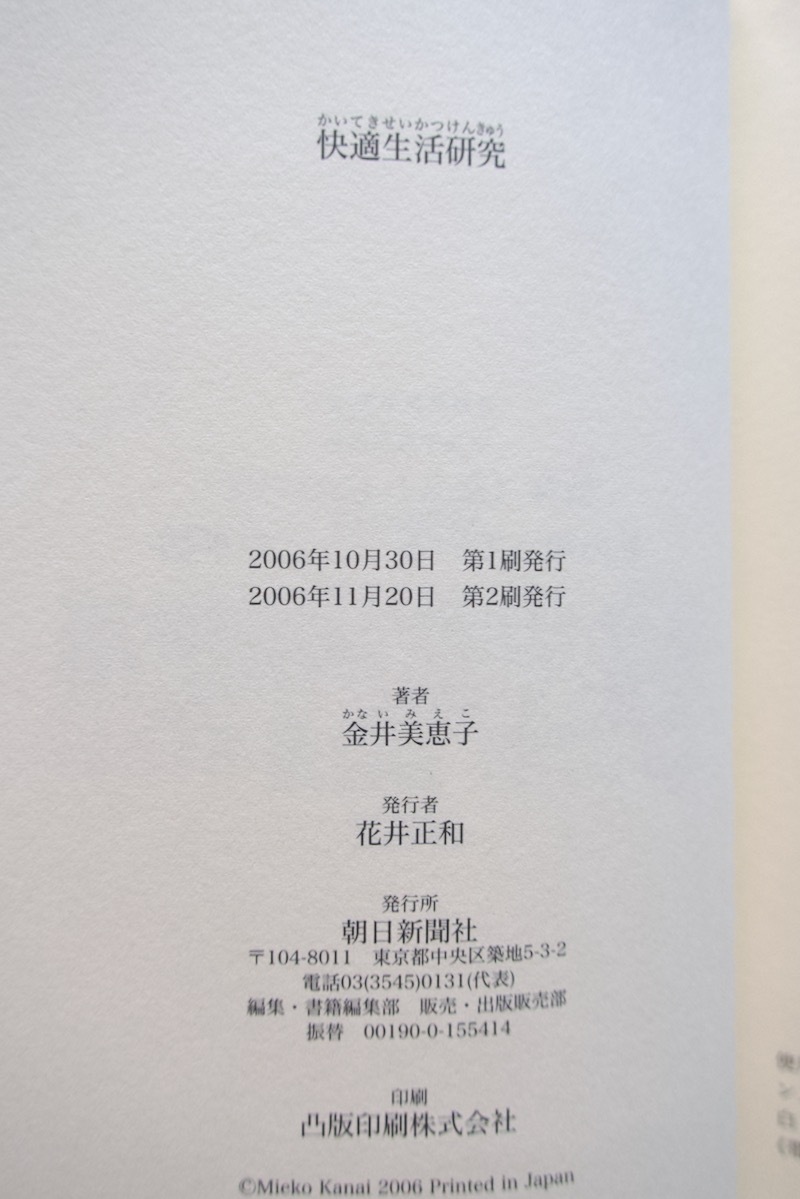 かいてきせいかつけんきゅう
快適生活研究
2006年10月30日　第1刷発行
2006年11月20日　第2刷発行
著者
かないみえこ
金井美恵子
発行者
花井正和
発行所
朝日新聞社
〒104-8011　東京都中央区築地5-3-2
電話03(3545)0131(代表)
編集・書籍編集部　販売・出版販売部
振替　00190-0-155414
印刷
凸版印刷株式会社
©Mieko Kanai 2006 Printed in Japan